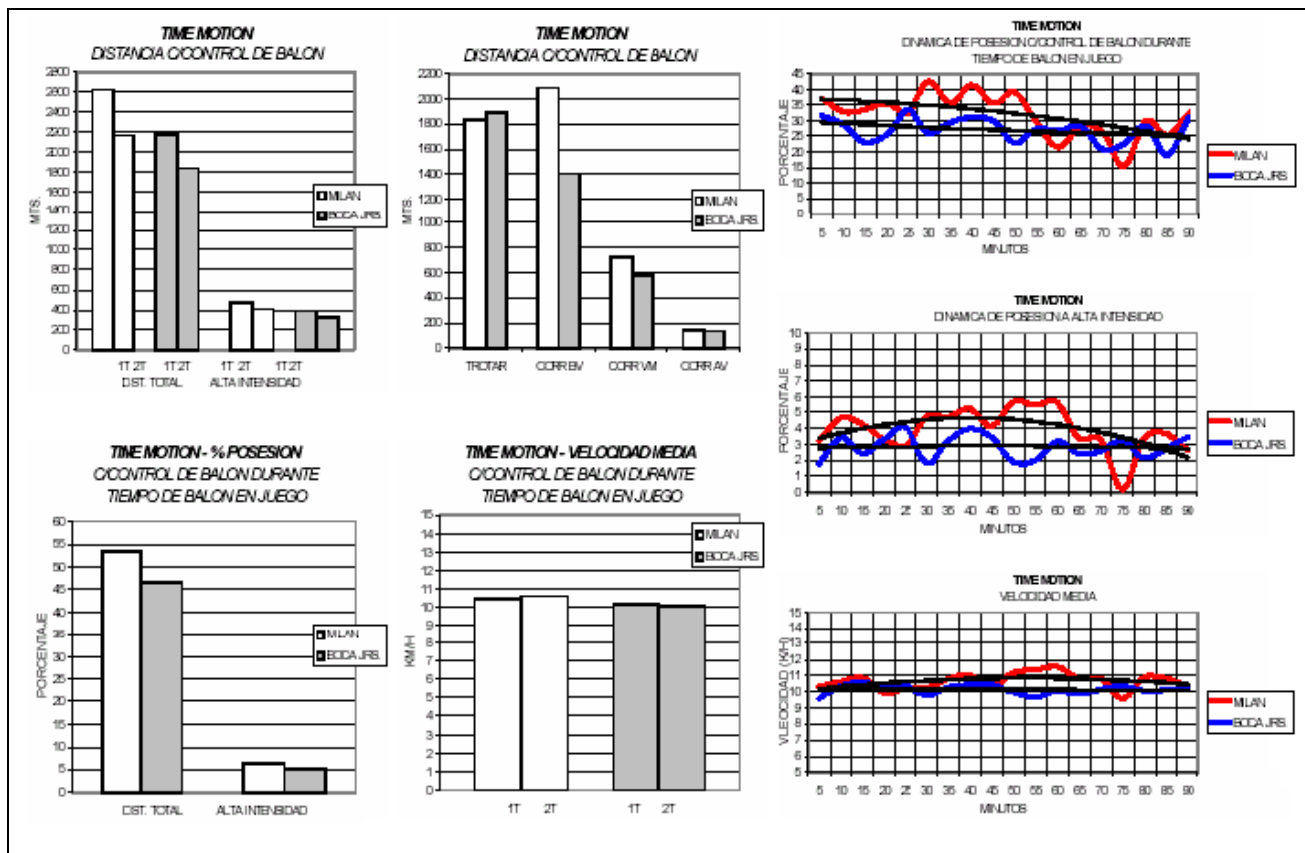 TIME MOTION
DISTANCIA C/CONTROL DE BALON
2800
2600
2400
2200
2000
1800
1600
1400
1200
1000
800
600
400
200
0
MTS.
MILAN
BOCA JRS.
1T 2T 1T 2T 1T 2T 1T 2T
DIST. TOTAL ALTA INTENSIDAD
TIME MOTION
DISTANCIA C/CONTROL DE BALON
2200
2000
1800
1600
1400
1200
1000
800
600
400
200
0
MTS.
MILAN
BOCA JRS.
TROTAR CORR BV CORR VM CORR AV
TIME MOTION
DINAMICA DE POSESION C/CONTROL DE BALON DURANTE
TIEMPO DE BALON EN JUEGO
45
40
35
30
25
20
15
10
5
0
PORCENTAJE
MILAN
BOCA JRS.
5 10 15 20 25 30 35 40 45 50 55 60 65 70 75 80 85 90
MINUTOS
TIME MOTION
DINAMICA DE POSESION A ALTA INTENSIDAD
10
9
8
7
6
5
4
3
2
1
0
PORCENTAJE
MILAN
BOCA JRS.
5 10 15 20 25 30 35 40 45 50 55 60 65 70 75 80 85 90
MINUTOS
TIME MOTION - % POSESION
C/CONTROL DE BALON DURANTE
TIEMPO DE BALON EN JUEGO
60
55
50
45
40
35
30
25
20
15
10
5
0
PORCENTAJE
MILAN
BOCA JRS.
DIST. TOTAL ALTA INTENSIDAD
TIME MOTION - VELOCIDAD MEDIA
C/CONTROL DE BALON DURANTE
TIEMPO DE BALON EN JUEGO
15
14
13
12
11
10
9
8
7
6
5
4
3
2
1
0
KM/H
MILAN
BOCA JRS.
1T 2T 1T 2T
TIME MOTION
VELOCIDAD MEDIA
15
14
13
12
11
10
9
8
7
6
5
VLEOCIDAD (K/H)
MILAN
BOCA JRS.
5 10 15 20 25 30 35 40 45 50 55 60 65 70 75 80 85 90
MINUTOS